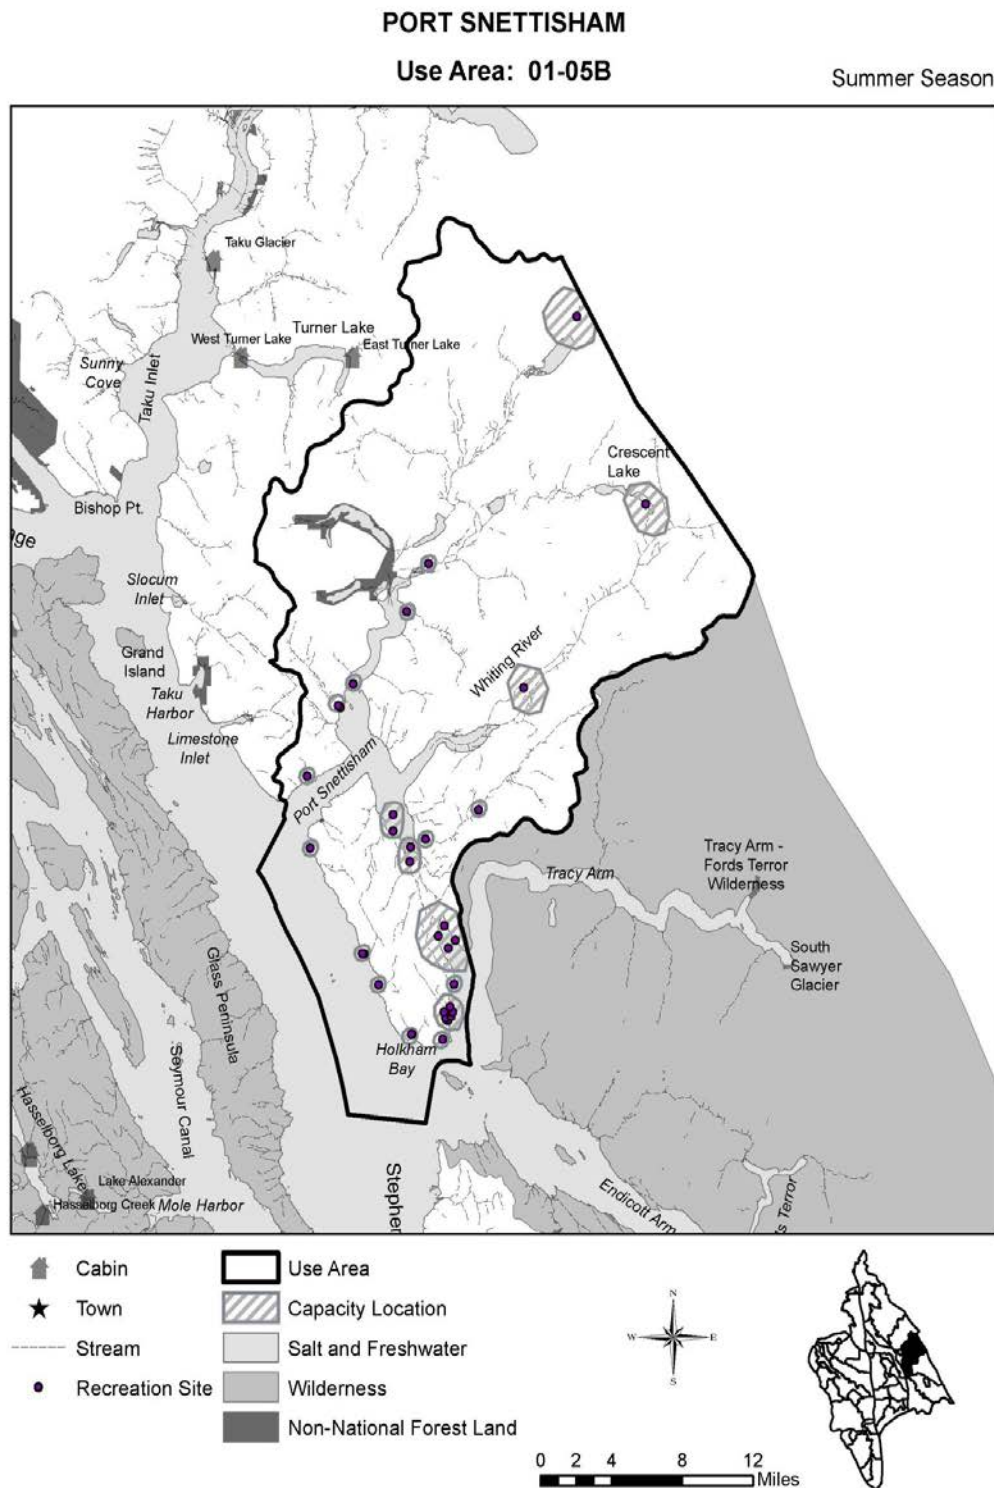 PORT SNETTISHAM
Use Area: 01-05B
Summer Season
Taku Glacier
Turner Lake
West Turner Lake
East Turner Lake
Sunny
Cove
Taku Inlet
Crescent
Lake
Bishop Pt.
Slocum
Inlet
Grand
Island
Taku
Harbor
Limestone
Inlet
Whiting River
Port Snettisham
Tracy Arm
Tracy Arm -
Fords Terror
Wilderness
South
Sawyer
Glacier
Glass Peninsula
Seymour Canal
Holkham
Bay
Hasselborg Lake
Lake Alexander
Hasselborg Creek
Mole Harbor
Stephen
Endicott Arm
Terror
Cabin
Town
Stream
Recreation Site
Use Area
Capacity Location
Salt and Freshwater
Wilderness
Non-National Forest Land
N
W
E
S
0 2 4 8 12
Miles